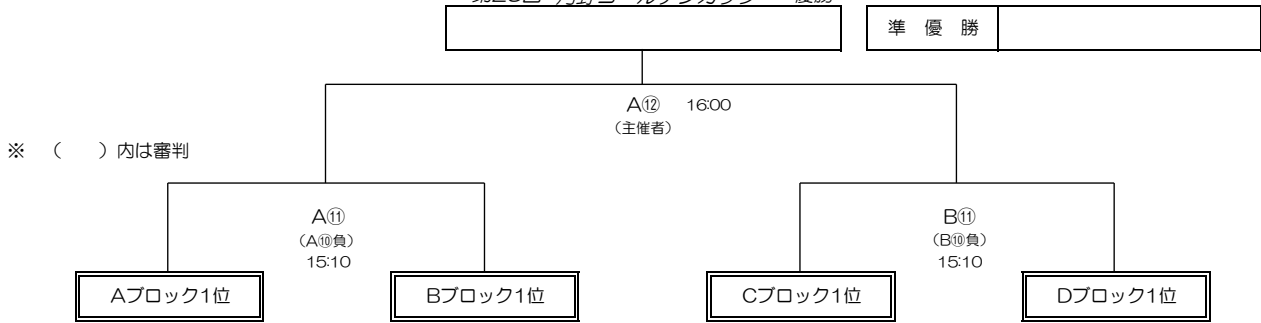 準 優 勝
A⑫ 16:00
（主催者）
※ （ ）内は審判
A⑪
（A⑩負）
15:10
B⑪
（B⑩負）
15:10
Aブロック1位
Bブロック1位
Cブロック1位
Dブロック1位